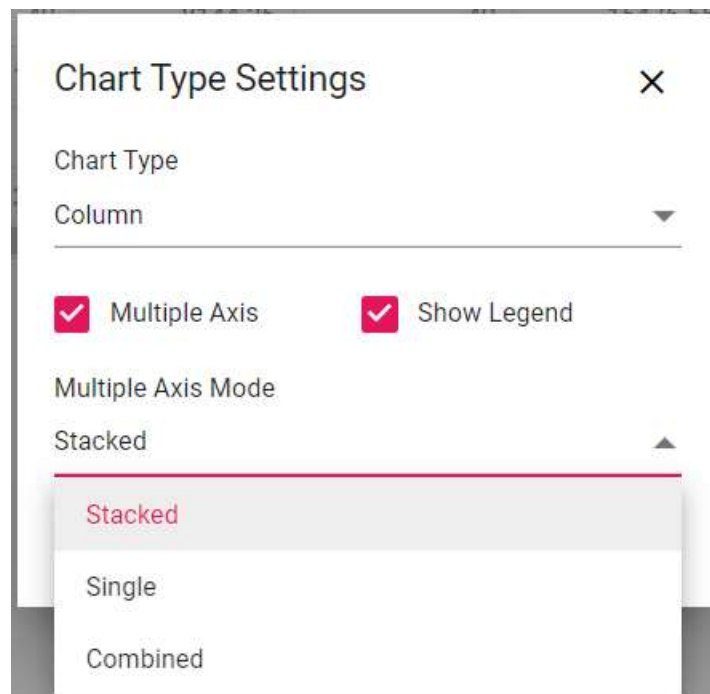 Chart Type Settings
Chart Type
Column
Multiple Axis Show Legend
Multiple Axis Mode
Stacked
Stacked
Single
Combined